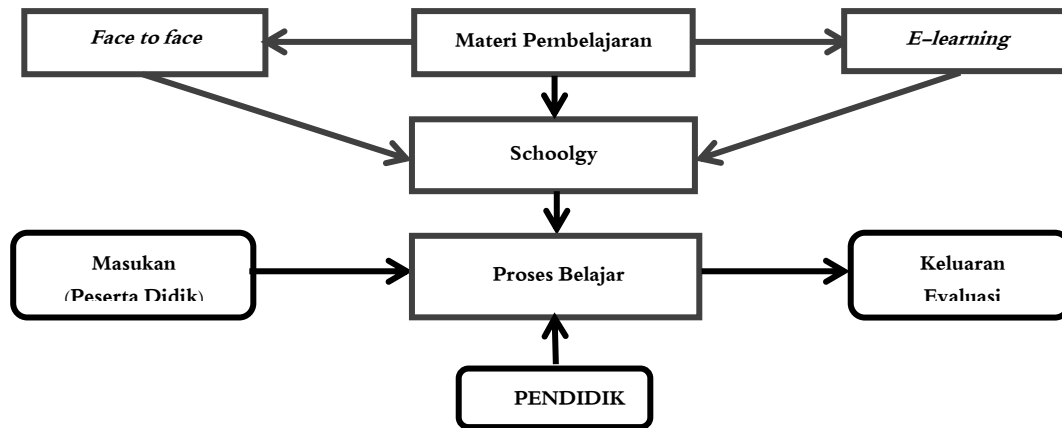 Face to face
Materi Pembelajaran
E-learning
Schoolgy
Masukan
(Peserta Didik)
Proses Belajar
Keluaran
Evaluasi
PENDIDIK